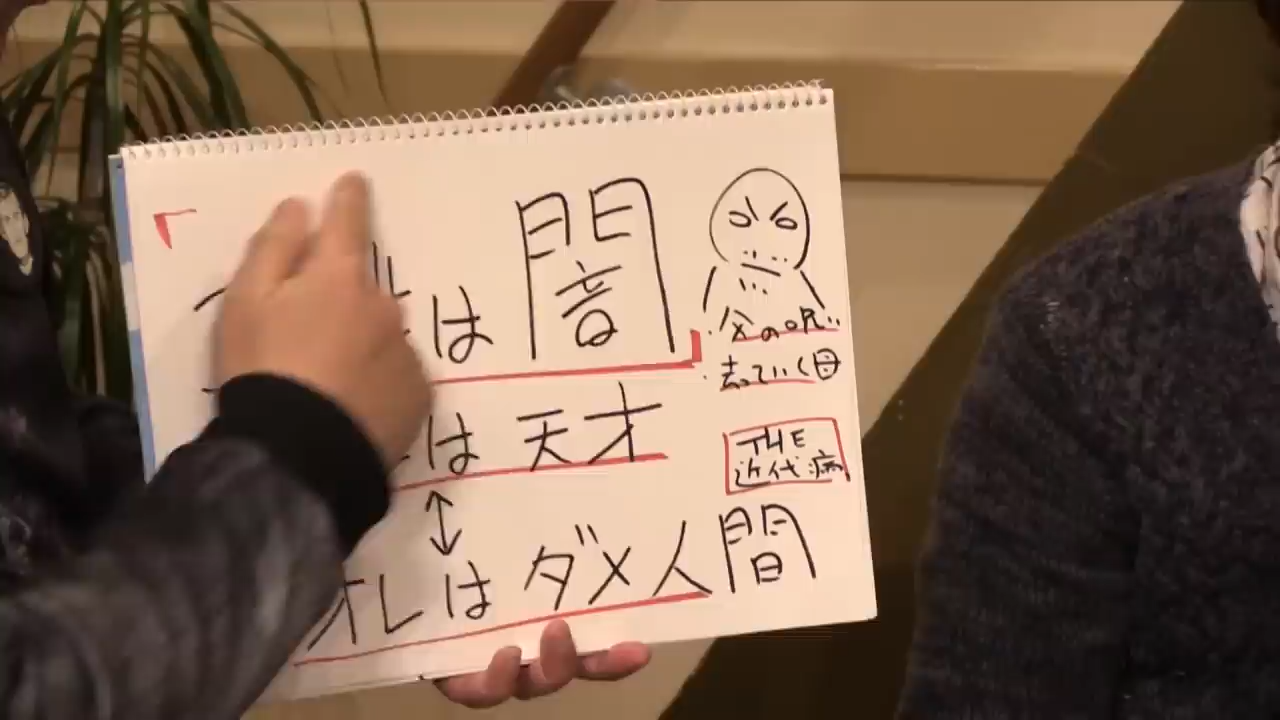 「
は闇」
は天才
↕
オレはダメ人間
・父の呪い
・去っていく母
THE
近代病